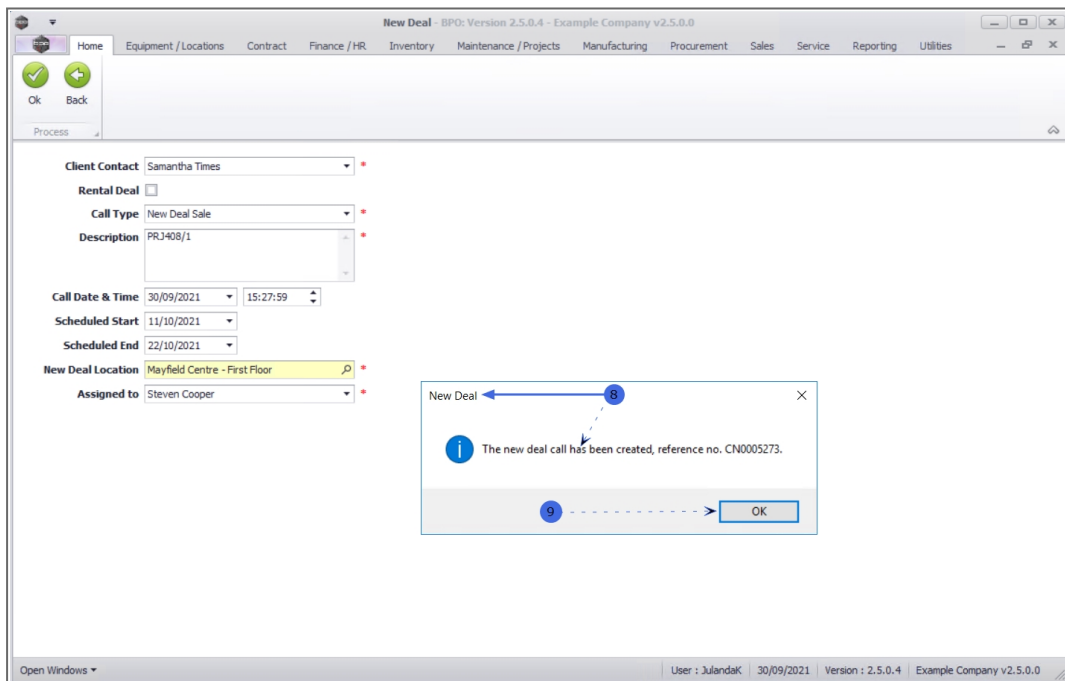 New Deal - BPO: Version 2.5.0.4 - Example Company v2.5.0.0
Home Equipment / Locations Contract Finance / HR Inventory Maintenance / Projects Manufacturing Procurement Sales Service Reporting Utilities
Ok Back
Process
Client Contact Samantha Times *
Rental Deal
Call Type New Deal Sale *
Description PRJ408/1 *
Call Date & Time 30/09/2021 15:27:59
Scheduled Start 11/10/2021
Scheduled End 22/10/2021
New Deal Location Mayfield Centre - First Floor *
Assigned to Steven Cooper *
New Deal 8
The new deal call has been created, reference no. CN0005273.
9 OK
Open Windows User : JulandaK 30/09/2021 Version : 2.5.0.4 Example Company v2.5.0.0